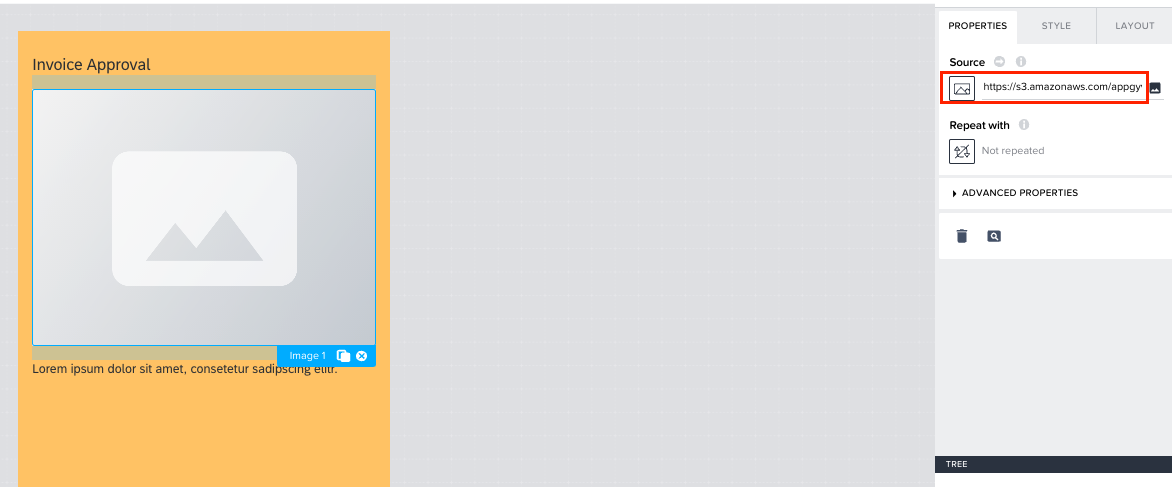 Invoice Approval
Image 1
Lorem ipsum dolor sit amet, consetetur sadipscing elitr.
PROPERTIES
STYLE
LAYOUT
Source
https://s3.amazonaws.com/appgy
Repeat with
Not repeated
ADVANCED PROPERTIES
TREE